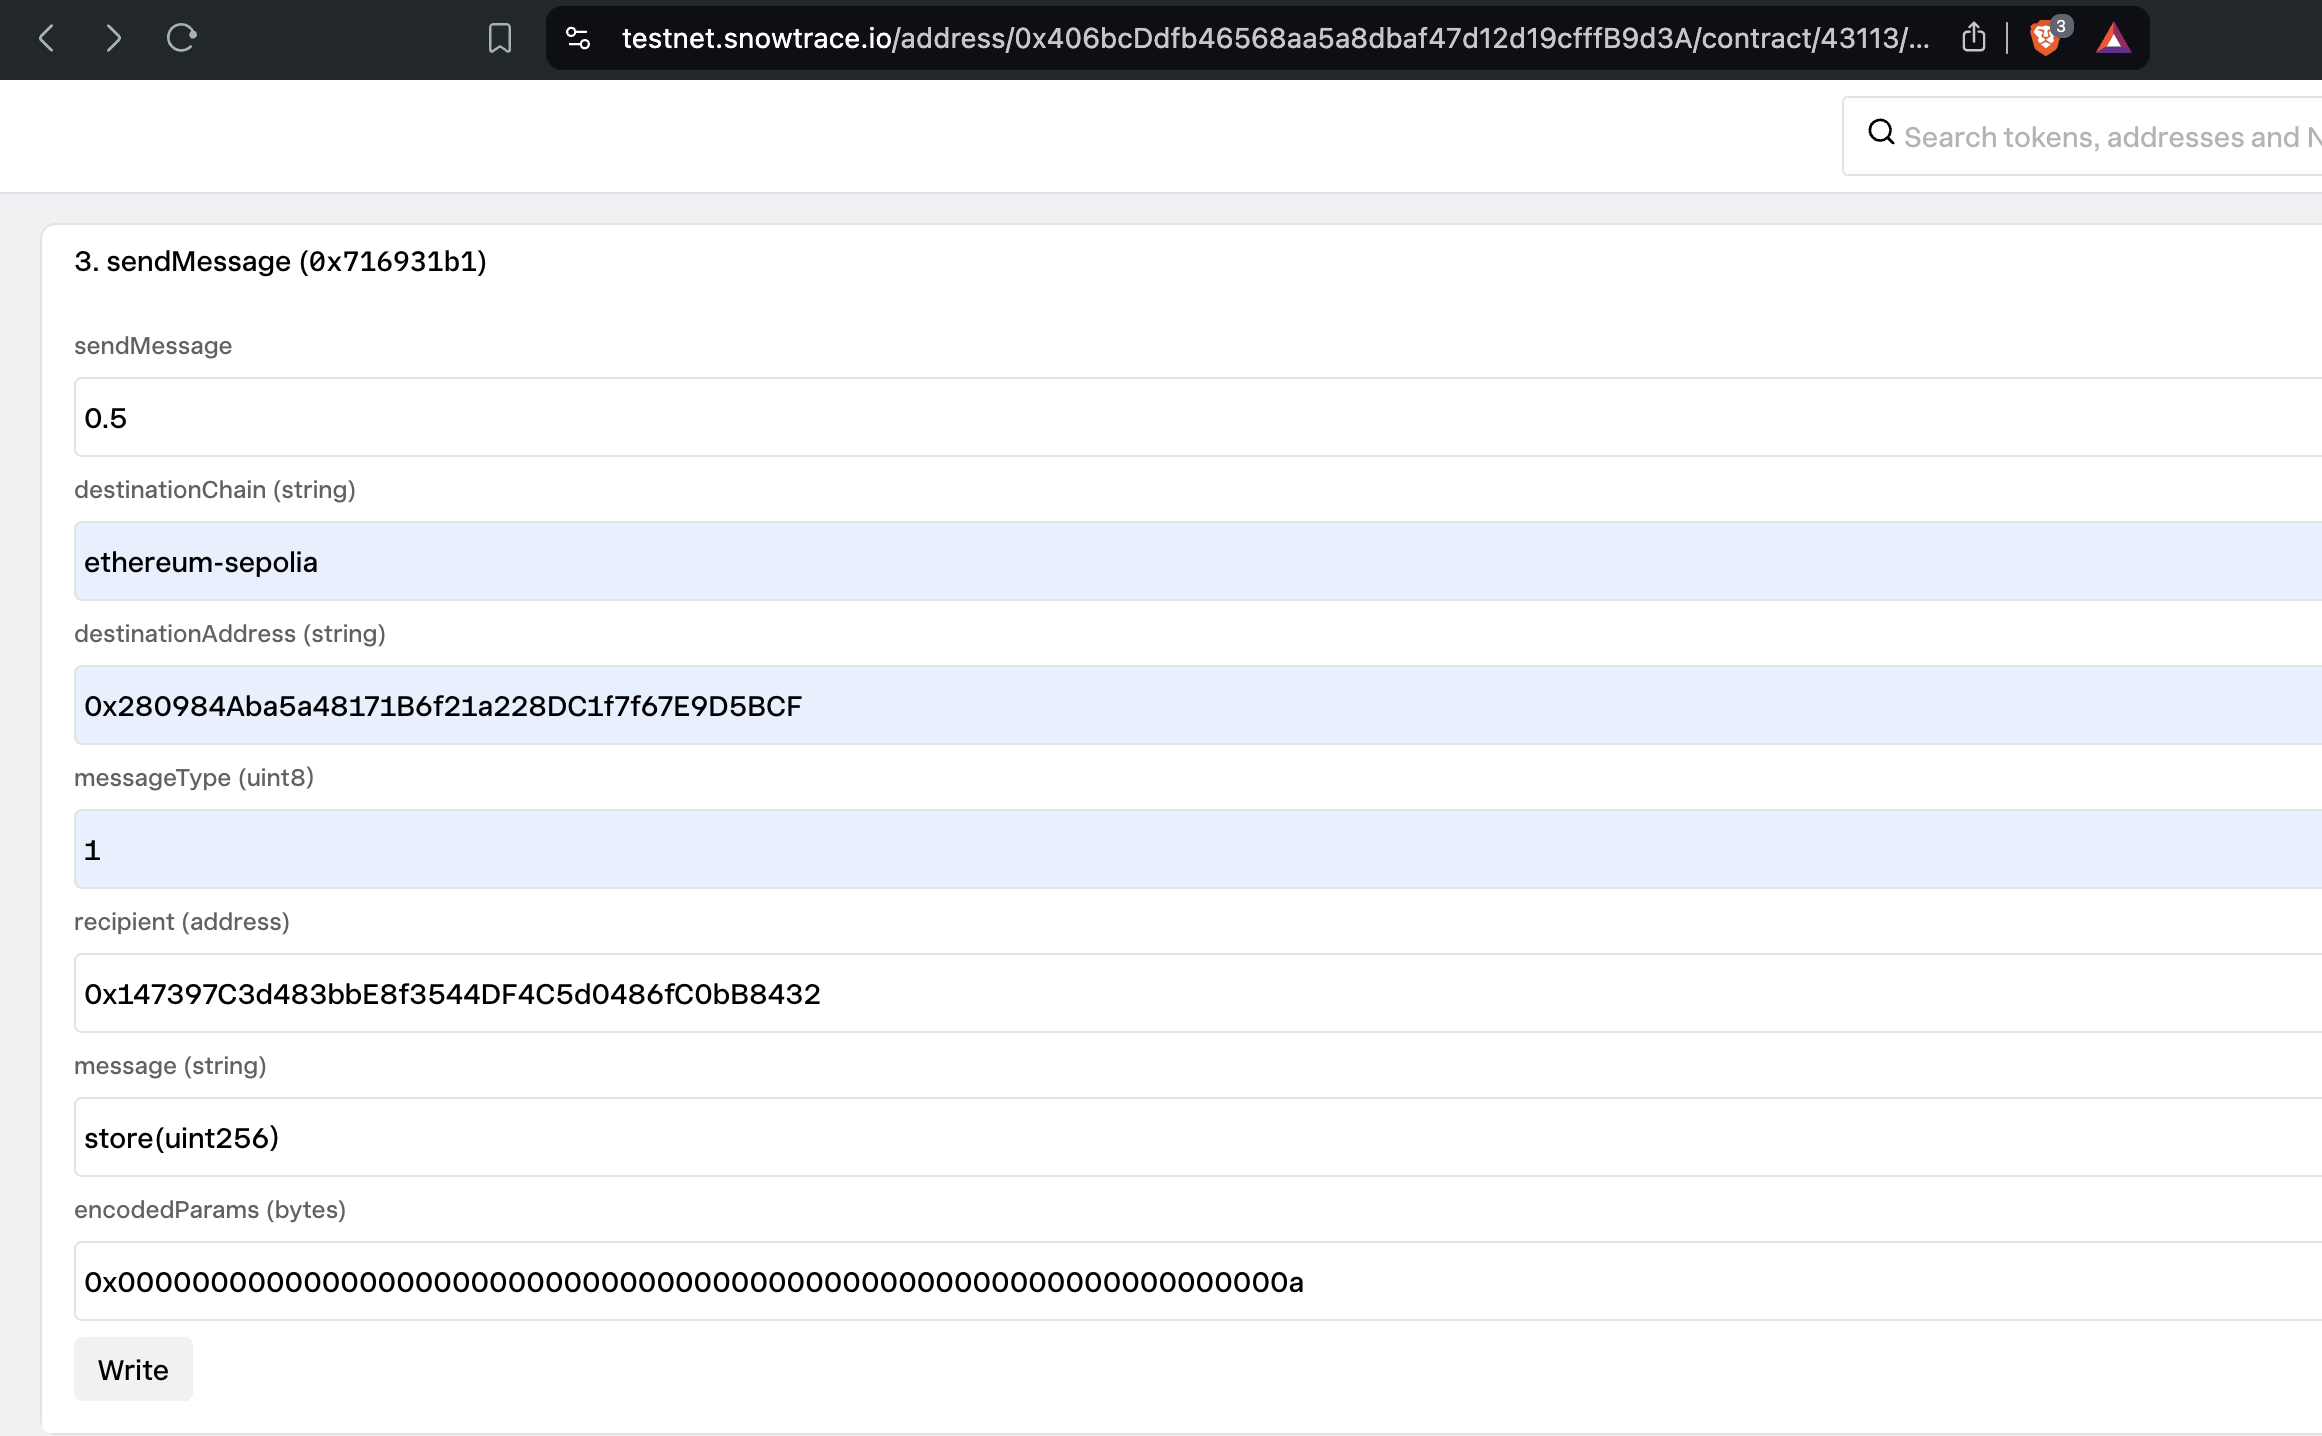 testnet.snowtrace.io/address/0x406bcDdfb46568aa5a8dbaf47d12d19cfffB9d3A/contract/43113/...
3
Search tokens, addresses and N
3. sendMessage (0x716931b1)
sendMessage
0.5
destinationChain (string)
ethereum-sepolia
destinationAddress (string)
0x280984Aba5a48171B6f21a228DC1f7f67E9D5BCF
messageType (uint8)
1
recipient (address)
0x147397C3d483bbE8f3544DF4C5d0486fC0bB8432
message (string)
store(uint256)
encodedParams (bytes)
0x000000000000000000000000000000000000000000000000000000000000000a
Write